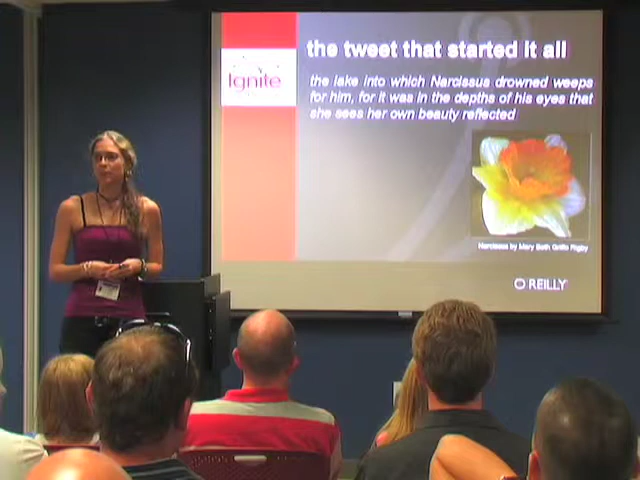 Ignite
the tweet that started it all
the lake into which Narcissus drowned weeps
for him, for it was in the depths of his eyes that
she sees her own beauty reflected
Narcissus by Mary Beth Griffo Rigby
O'REILLY